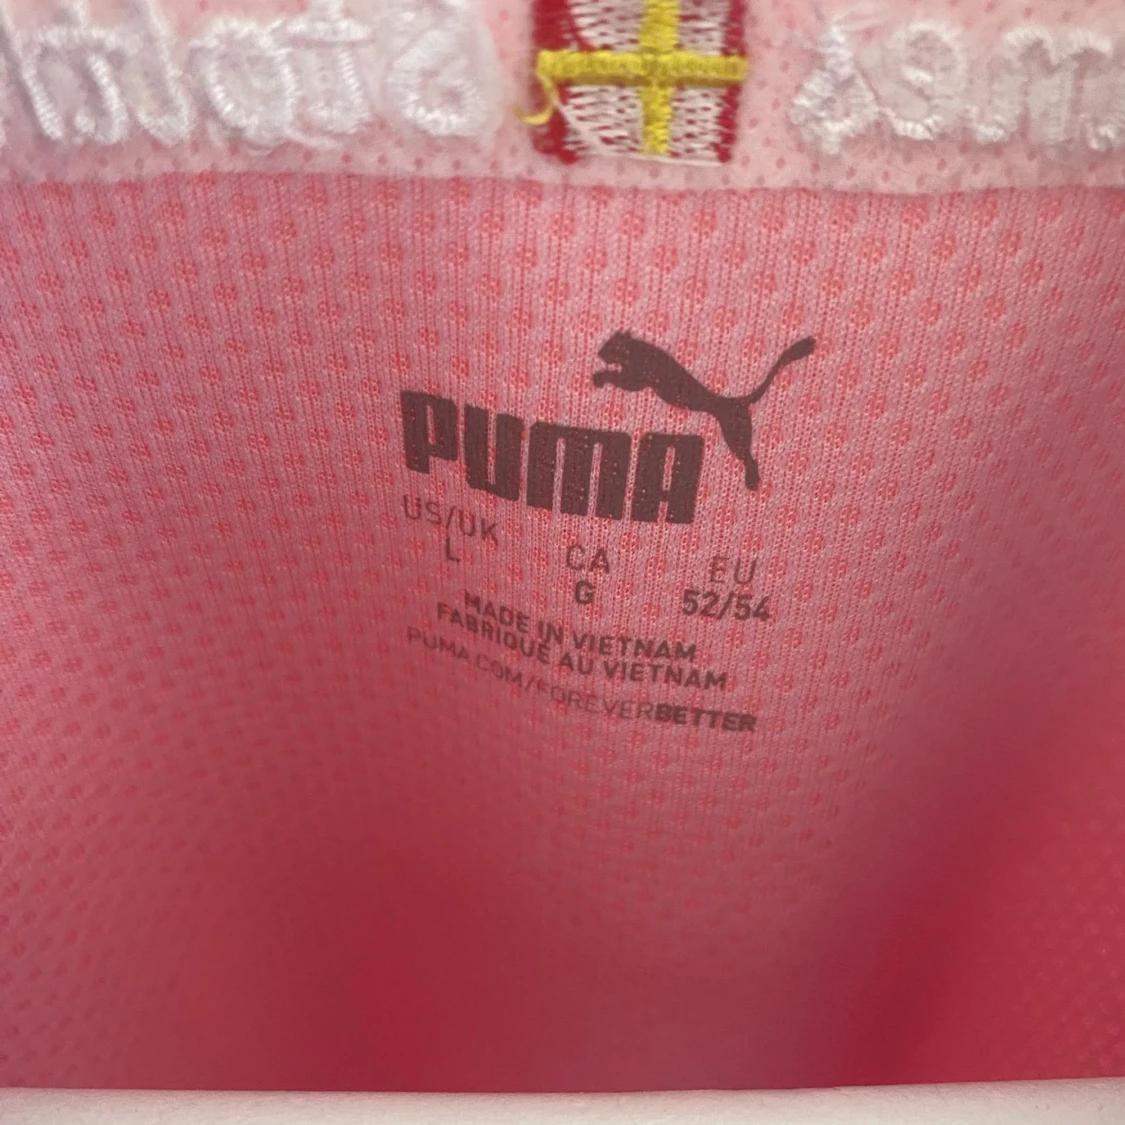 PUMA
US/UK CA EU
L G 52/54
MADE IN VIETNAM
FABRIQUÉ AU VIETNAM
PUMA.COM/FOREVERBETTER